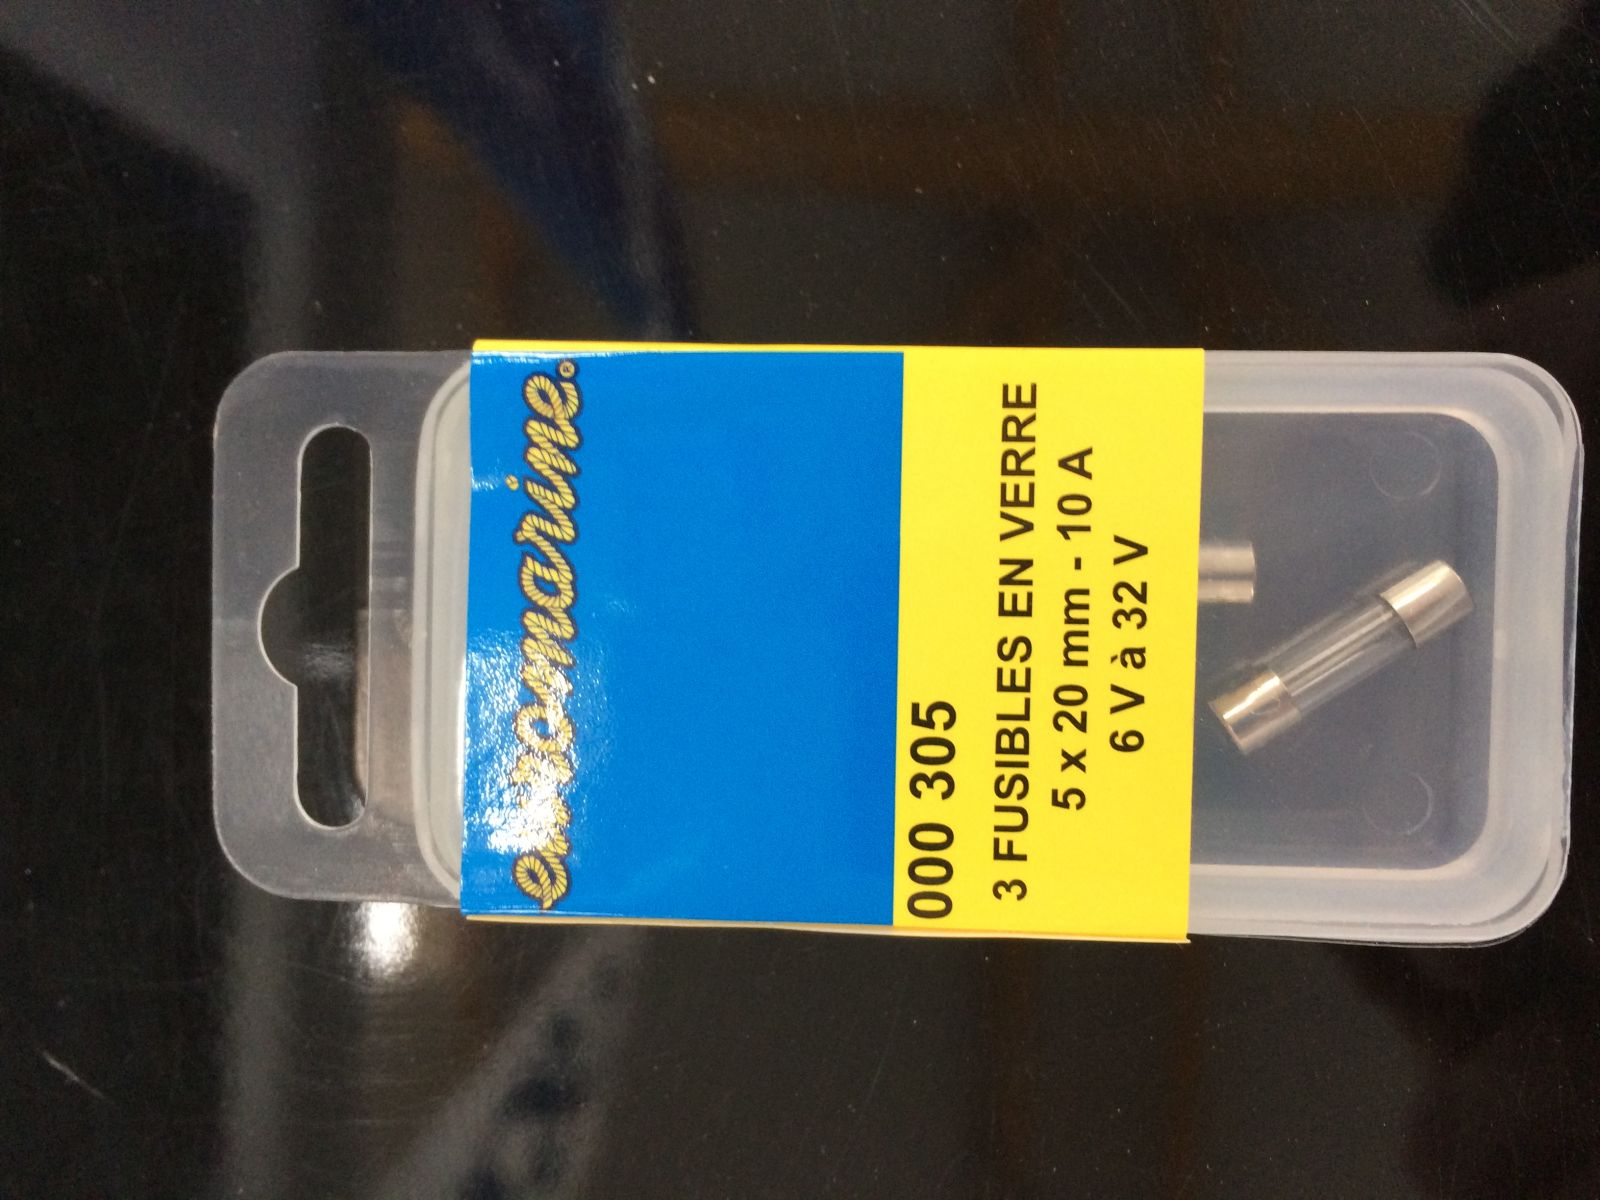 euromarine®
000 305
3 FUSIBLES EN VERRE
5 x 20 mm - 10 A
6 V à 32 V